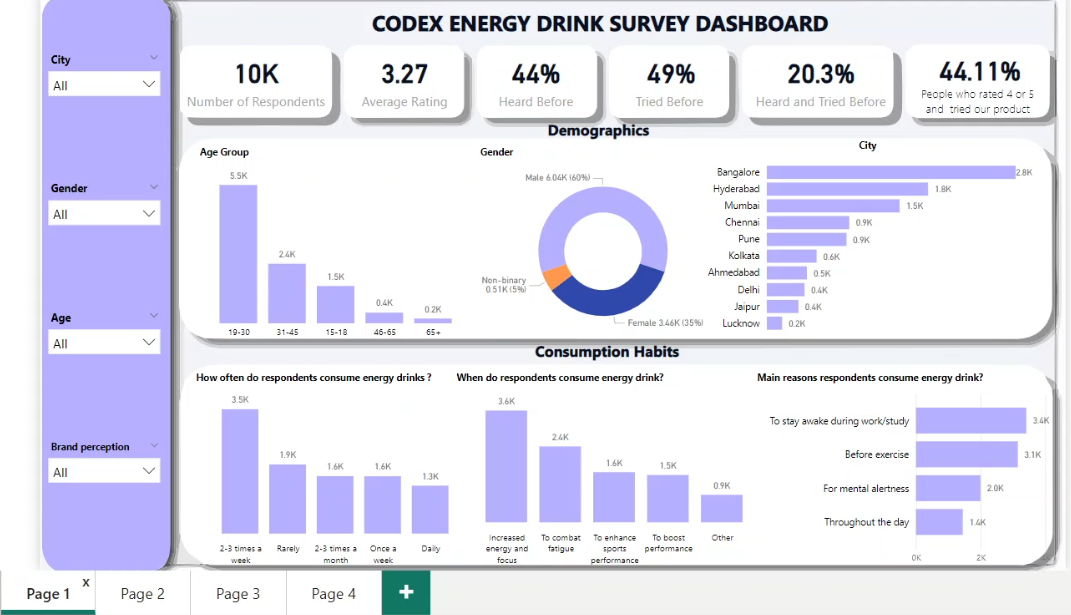 CODEX ENERGY DRINK SURVEY DASHBOARD
City
All
Gender
All
Age
All
Brand perception
All
10K
Number of Respondents
3.27
Average Rating
44%
Heard Before
49%
Tried Before
20.3%
Heard and Tried Before
44.11%
People who rated 4 or 5
and tried our product
Demographics
Age Group
5.5K
2.4K
1.5K
0.4K
0.2K
19-30
31-45
15-18
46-65
65+
Gender
Male 6.04K (60%)
Non-binary
0.51K (5%)
Female 3.46K (35%)
City
Bangalore 2.8K
Hyderabad 1.8K
Mumbai 1.5K
Chennai 0.9K
Pune 0.9K
Kolkata 0.6K
Ahmedabad 0.5K
Delhi 0.4K
Jaipur 0.4K
Lucknow 0.2K
Consumption Habits
How often do respondents consume energy drinks ?
3.5K
1.9K
1.6K
1.6K
1.3K
2-3 times a
week
Rarely
2-3 times a
month
Once a
week
Daily
When do respondents consume energy drink?
3.6K
2.4K
1.6K
1.5K
0.9K
Increased
energy and
focus
To combat
fatigue
To enhance
sports
performance
To boost
performance
Other
Main reasons respondents consume energy drink?
To stay awake during work/study 3.4K
Before exercise 3.1K
For mental alertness 2.0K
Throughout the day 1.4K
0K
2K
Page 1
x
Page 2
Page 3
Page 4
+